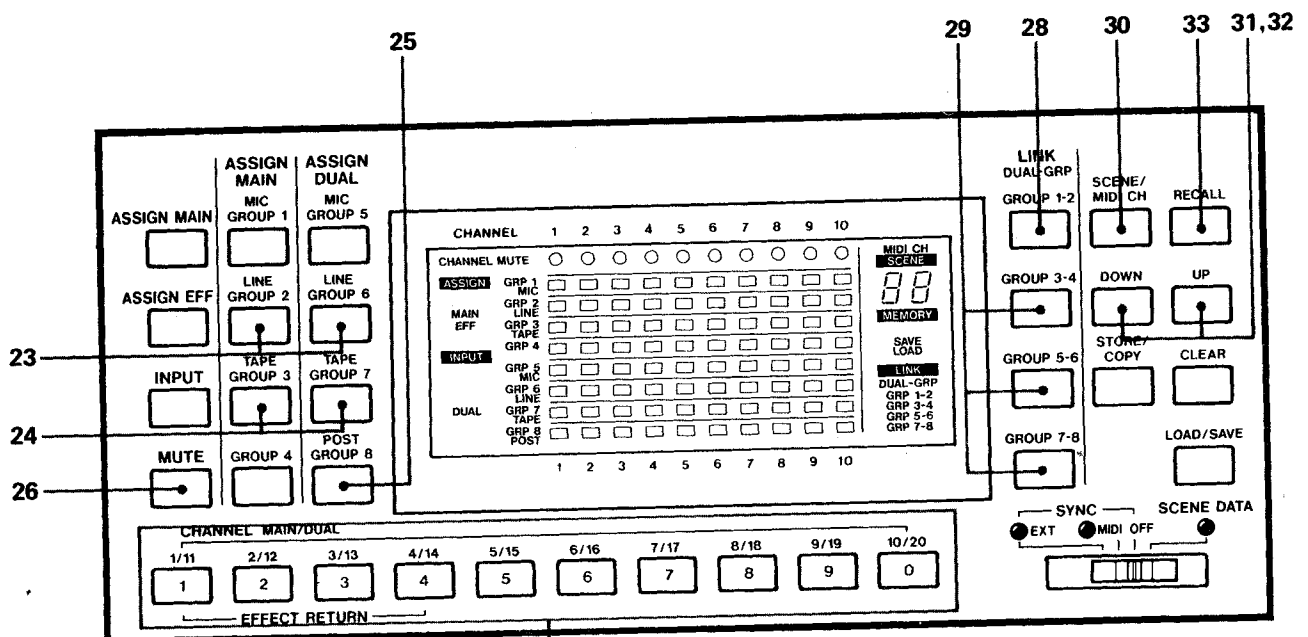 25
29
28
30
33
31,32
ASSIGN MAIN
ASSIGN DUAL
ASSIGN MAIN
MIC
GROUP 1
MIC
GROUP 5
ASSIGN EFF
LINE
GROUP 2
LINE
GROUP 6
23
INPUT
TAPE
GROUP 3
TAPE
GROUP 7
24
MUTE
GROUP 4
POST
GROUP 8
26
CHANNEL 1 2 3 4 5 6 7 8 9 10
CHANNEL MUTE
ASSIGN
GRP 1
MIC
GRP 2
LINE
MAIN
EFF
GRP 3
TAPE
GRP 4
INPUT
GRP 5
MIC
GRP 6
LINE
DUAL
GRP 7
TAPE
GRP 8
POST
1 2 3 4 5 6 7 8 9 10
MIDI CH
SCENE
88
MEMORY
SAVE
LOAD
LINK
DUAL-GRP
GRP 1-2
GRP 3-4
GRP 5-6
GRP 7-8
LINK
DUAL-GRP
GROUP 1-2
SCENE/
MIDI CH
RECALL
GROUP 3-4
DOWN
UP
GROUP 5-6
STORE/
COPY
CLEAR
GROUP 7-8
LOAD/SAVE
SYNC
SCENE DATA
EXT
MIDI
OFF
CHANNEL MAIN/DUAL
1/11 2/12 3/13 4/14 5/15 6/16 7/17 8/18 9/19 10/20
1 2 3 4 5 6 7 8 9 0
EFFECT RETURN